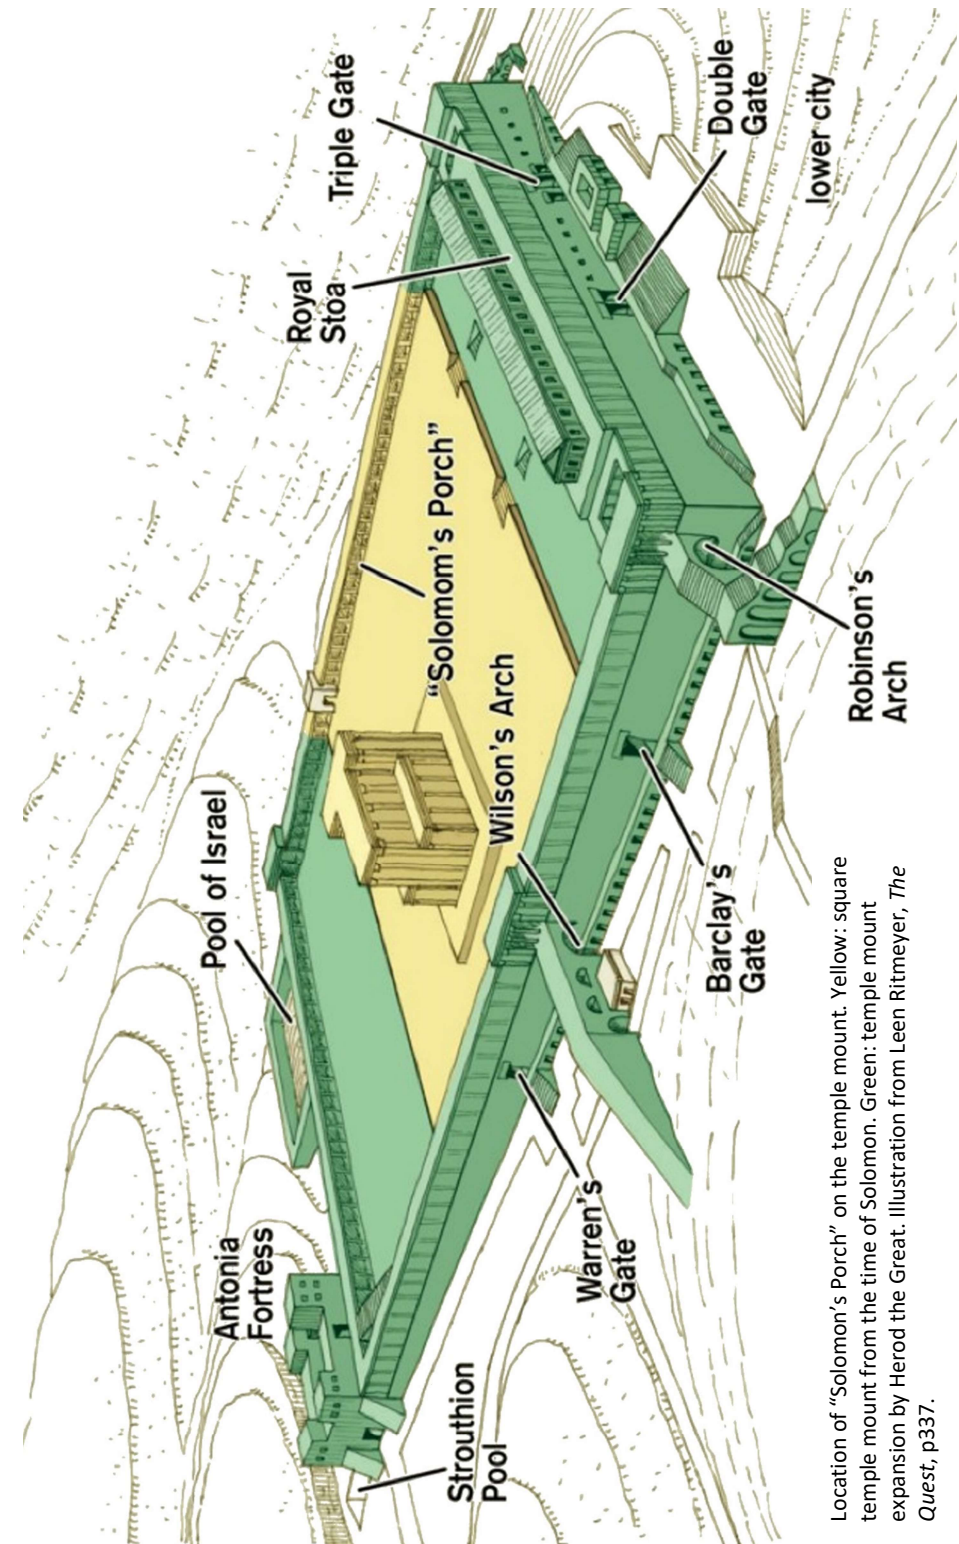 Strouthion
Pool
Antonia
Fortress
Pool of Israel
Royal
Stoa
Triple Gate
"Solomom's Porch"
Wilson's Arch
Warren's
Gate
Barclay's
Gate
Robinson's
Arch
Double
Gate
lower city
Location of “Solomon’s Porch” on the temple mount. Yellow: square
temple mount from the time of Solomon. Green: temple mount
expansion by Herod the Great. Illustration from Leen Ritmeyer, The
Quest, p337.